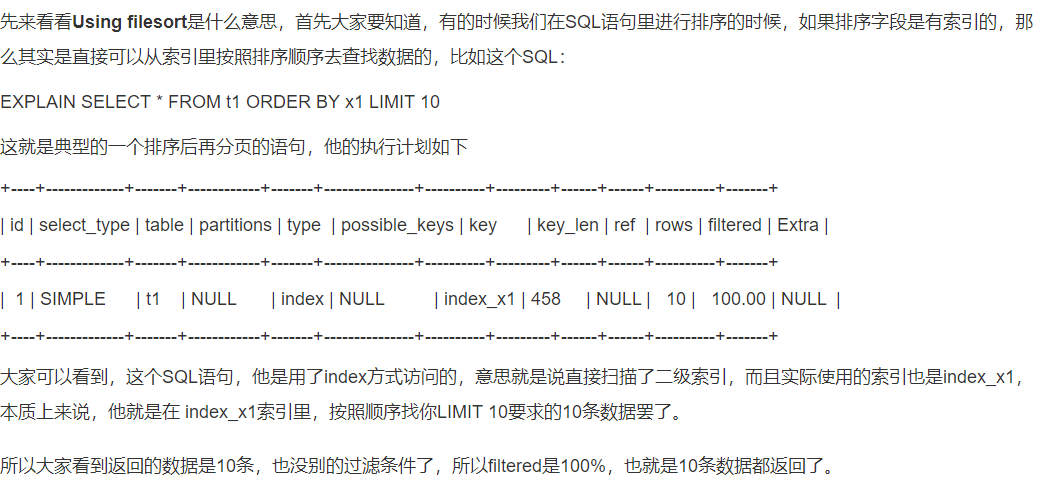 先来看看Using filesort是什么意思，首先大家要知道，有的时候我们在SQL语句里进行排序的时候，如果排序字段是有索引的，那
么其实是直接可以从索引里按照排序顺序去查找数据的，比如这个SQL：
EXPLAIN SELECT * FROM t1 ORDER BY x1 LIMIT 10
这就是典型的一个排序后再分页的语句，他的执行计划如下
+----+-------------+-------+------------+-------+---------------+----------+---------+------+------+----------+-------+
| id | select_type | table | partitions | type  | possible_keys | key      | key_len | ref  | rows | filtered | Extra |
+----+-------------+-------+------------+-------+---------------+----------+---------+------+------+----------+-------+
|  1 | SIMPLE      | t1    | NULL       | index | NULL          | index_x1 | 458     | NULL |   10 |   100.00 | NULL  |
+----+-------------+-------+------------+-------+---------------+----------+---------+------+------+----------+-------+
大家可以看到，这个SQL语句，他是用了index方式访问的，意思就是说直接扫描了二级索引，而且实际使用的索引也是index_x1，
本质上来说，他就是在 index_x1索引里，按照顺序找你LIMIT 10要求的10条数据罢了。
所以大家看到返回的数据是10条，也没别的过滤条件了，所以filtered是100%，也就是10条数据都返回了。